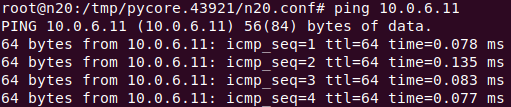 root@n20:/tmp/pycore.43921/n20.conf# ping 10.0.6.11
PING 10.0.6.11 (10.0.6.11) 56(84) bytes of data.
64 bytes from 10.0.6.11: icmp_seq=1 ttl=64 time=0.078 ms
64 bytes from 10.0.6.11: icmp_seq=2 ttl=64 time=0.135 ms
64 bytes from 10.0.6.11: icmp_seq=3 ttl=64 time=0.083 ms
64 bytes from 10.0.6.11: icmp_seq=4 ttl=64 time=0.077 ms